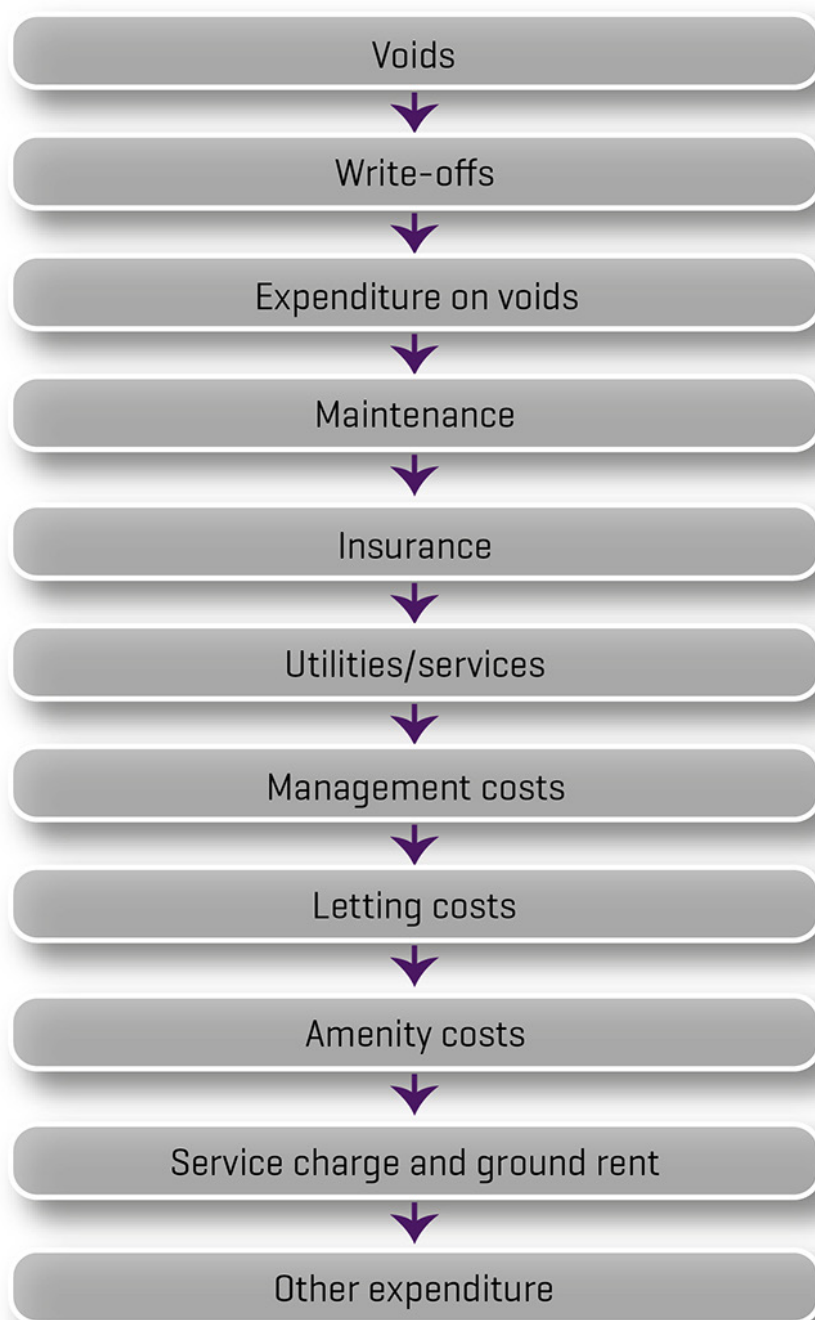 Voids
Write-offs
Expenditure on voids
Maintenance
Insurance
Utilities/services
Management costs
Letting costs
Amenity costs
Service charge and ground rent
Other expenditure